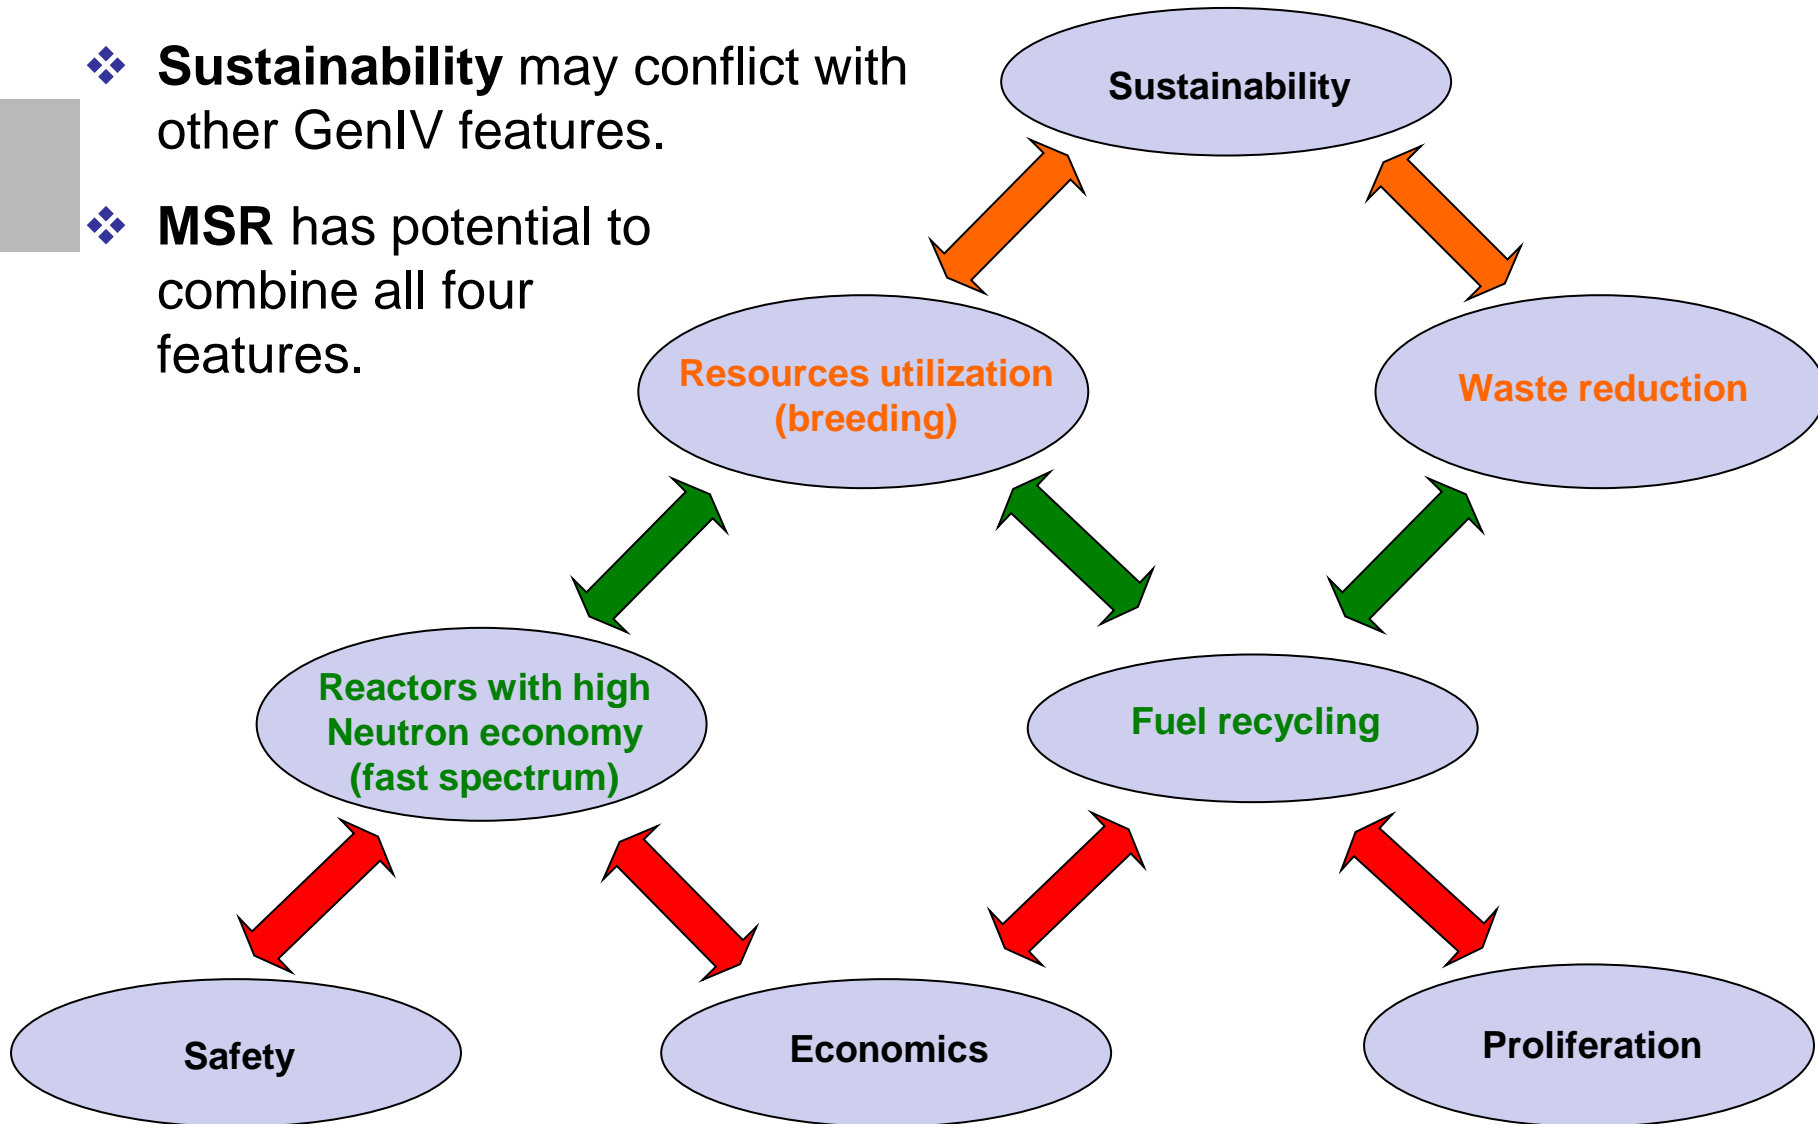 Sustainability may conflict with
other GenIV features.
MSR has potential to
combine all four
features.
Sustainability
Resources utilization
(breeding)
Waste reduction
Reactors with high
Neutron economy
(fast spectrum)
Fuel recycling
Safety
Economics
Proliferation